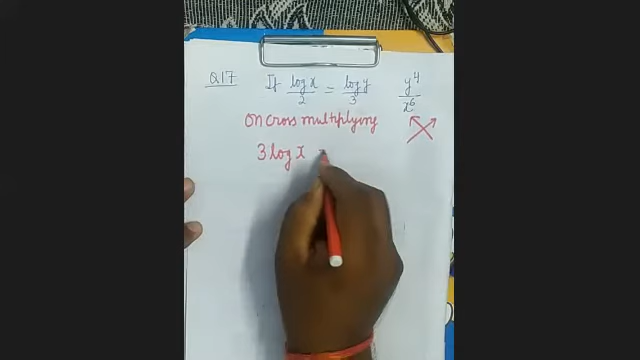 Q17 If log x/2 = log y/3 y⁴/x⁶
On cross multiplying
3 log x =